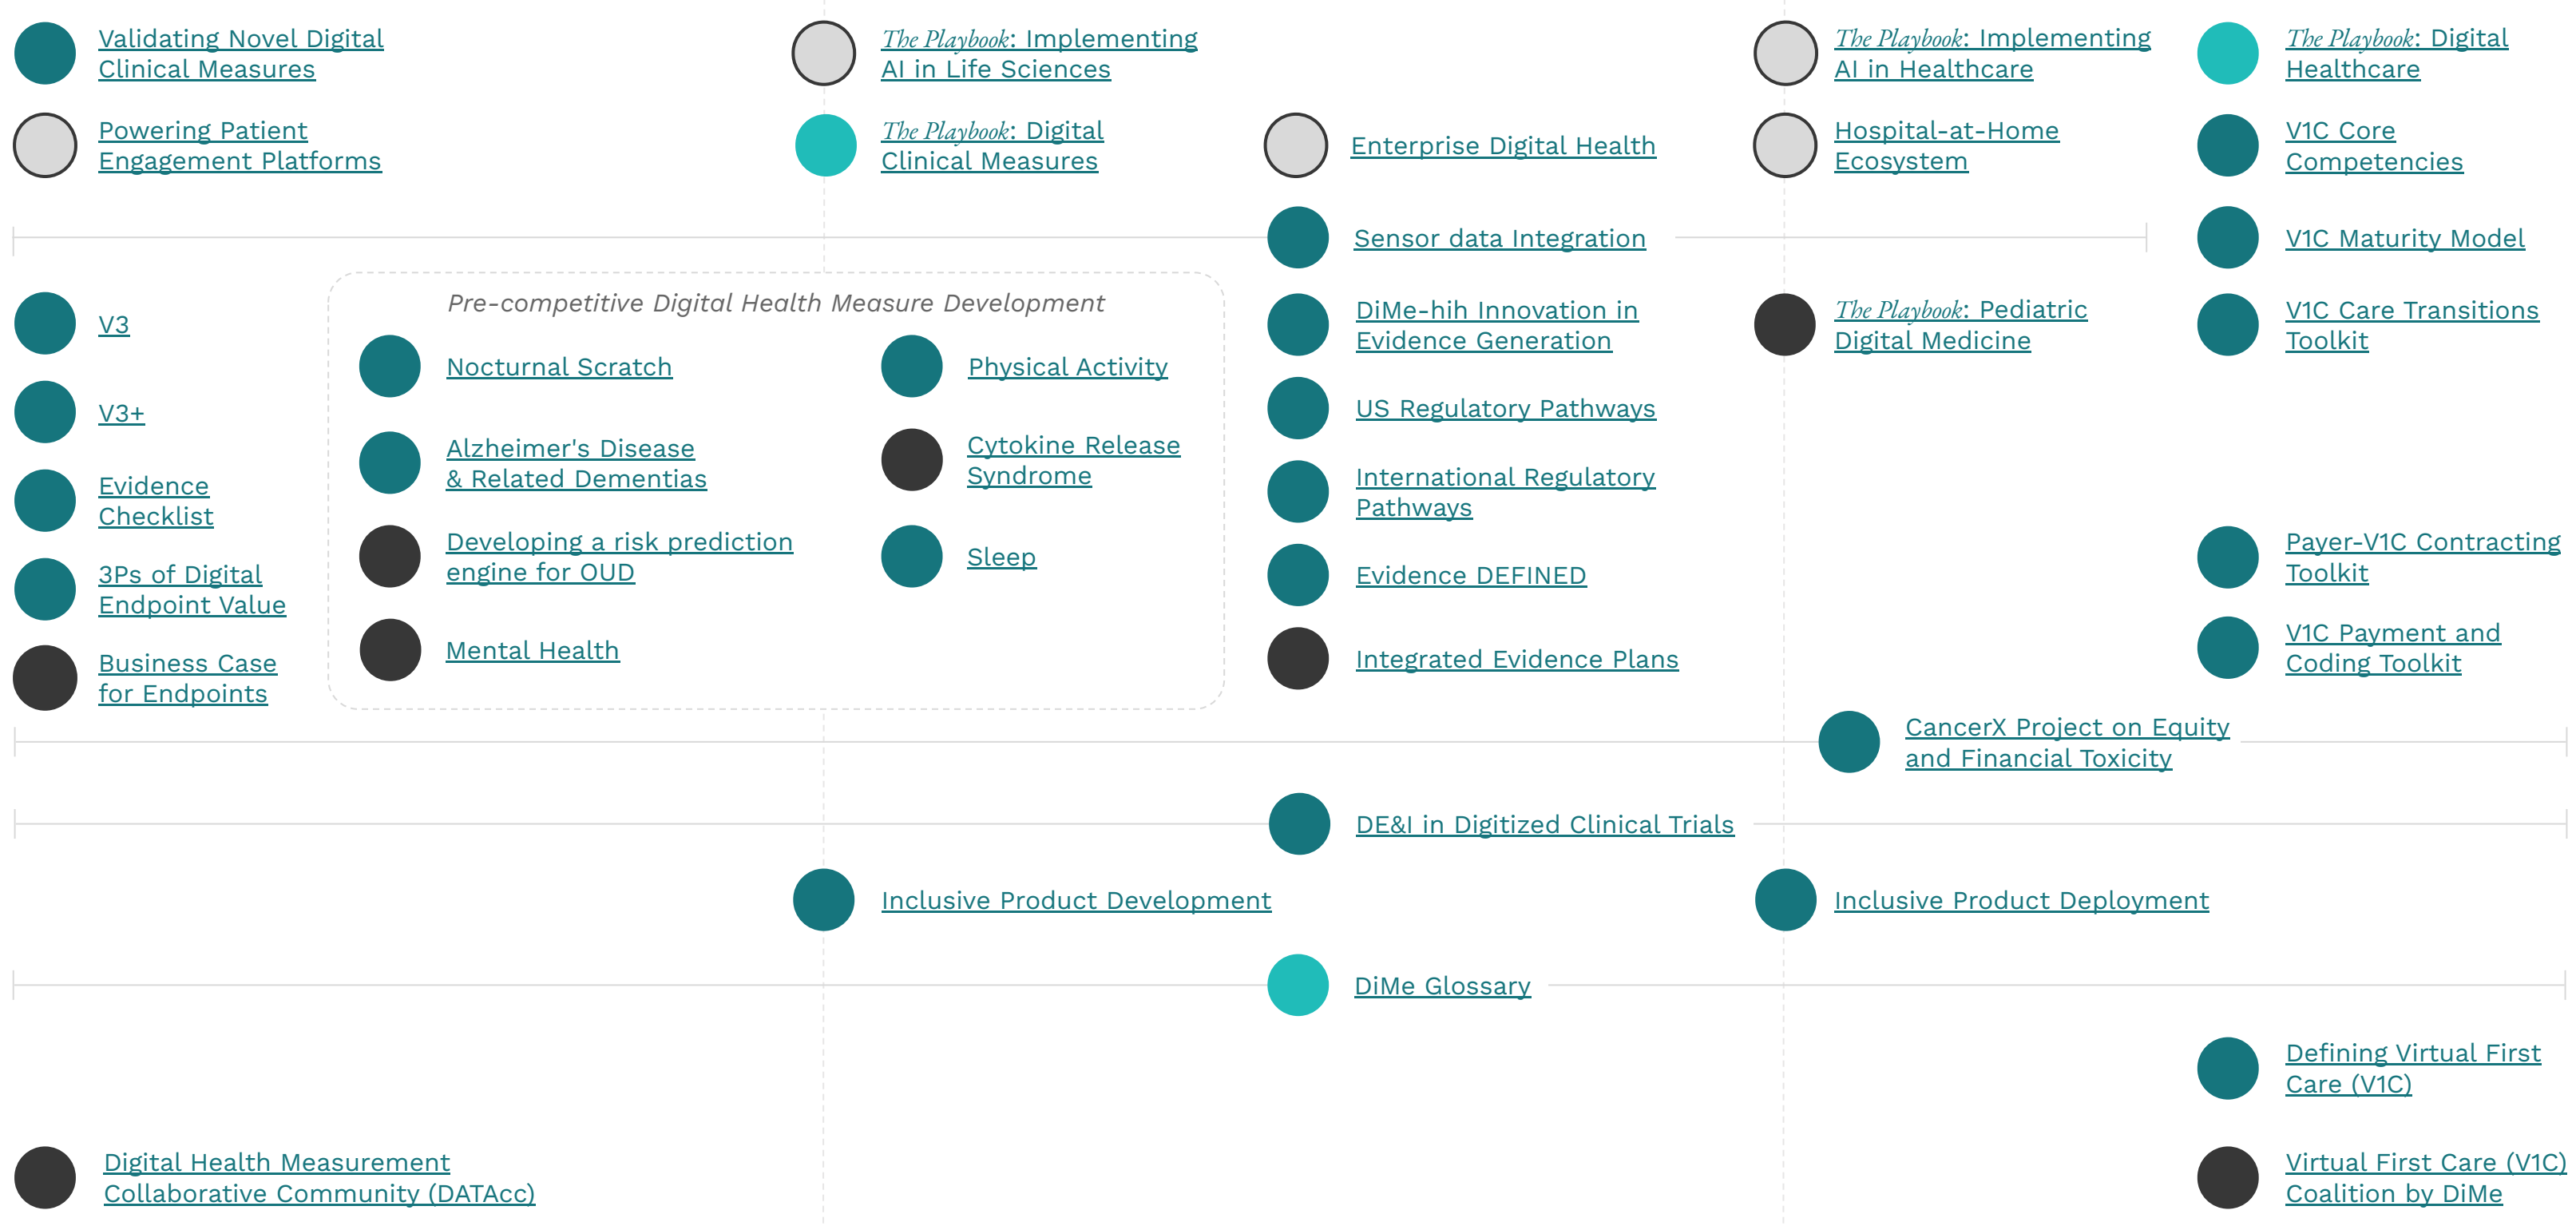 Validating Novel Digital
Clinical Measures
The Playbook: Implementing
AI in Life Sciences
The Playbook: Implementing
AI in Healthcare
The Playbook: Digital
Healthcare
Powering Patient
Engagement Platforms
The Playbook: Digital
Clinical Measures
Enterprise Digital Health
Hospital-at-Home
Ecosystem
V1C Core
Competencies
Sensor data Integration
V1C Maturity Model
V3
V3+
Evidence
Checklist
3Ps of Digital
Endpoint Value
Business Case
for Endpoints
Pre-competitive Digital Health Measure Development
Nocturnal Scratch
Alzheimer's Disease
& Related Dementias
Developing a risk prediction
engine for OUD
Mental Health
Physical Activity
Cytokine Release
Syndrome
Sleep
DiMe-hih Innovation in
Evidence Generation
US Regulatory Pathways
International Regulatory
Pathways
Evidence DEFINED
Integrated Evidence Plans
The Playbook: Pediatric
Digital Medicine
V1C Care Transitions
Toolkit
Payer-V1C Contracting
Toolkit
V1C Payment and
Coding Toolkit
CancerX Project on Equity
and Financial Toxicity
DE&I in Digitized Clinical Trials
Inclusive Product Development
Inclusive Product Deployment
DiMe Glossary
Defining Virtual First
Care (V1C)
Digital Health Measurement
Collaborative Community (DATAcc)
Virtual First Care (V1C)
Coalition by DiMe